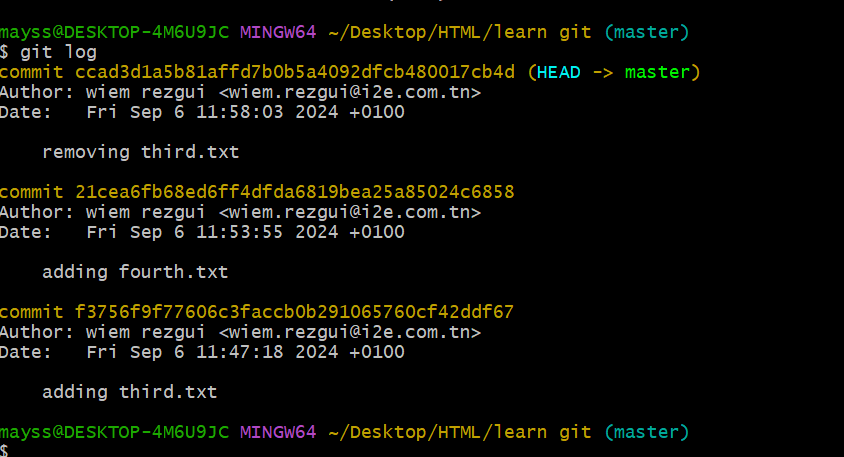 mayss@DESKTOP-4M6U9JC MINGW64 ~/Desktop/HTML/learn git (master)
$ git log
commit ccad3d1a5b81affd7b0b5a4092dfcb480017cb4d (HEAD -> master)
Author: wiem rezgui <wiem.rezgui@i2e.com.tn>
Date:   Fri Sep 6 11:58:03 2024 +0100
    removing third.txt
commit 21cea6fb68ed6ff4dfda6819bea25a85024c6858
Author: wiem rezgui <wiem.rezgui@i2e.com.tn>
Date:   Fri Sep 6 11:53:55 2024 +0100
    adding fourth.txt
commit f3756f9f77606c3faccb0b291065760cf42ddf67
Author: wiem rezgui <wiem.rezgui@i2e.com.tn>
Date:   Fri Sep 6 11:47:18 2024 +0100
    adding third.txt
mayss@DESKTOP-4M6U9JC MINGW64 ~/Desktop/HTML/learn git (master)
$